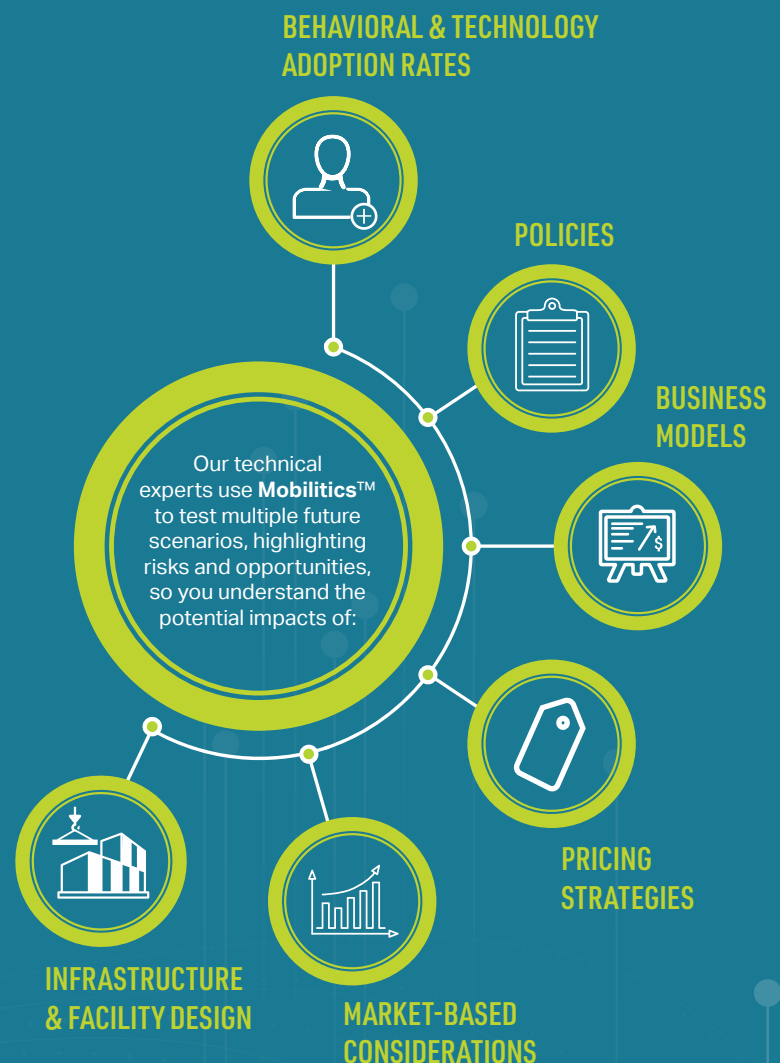 BEHAVIORAL & TECHNOLOGY
ADOPTION RATES
POLICIES
BUSINESS
MODELS
$
Our technical
experts use Mobilitics™
to test multiple future
scenarios, highlighting
risks and opportunities,
so you understand the
potential impacts of:
PRICING
STRATEGIES
INFRASTRUCTURE
& FACILITY DESIGN
MARKET-BASED
CONSIDERATIONS